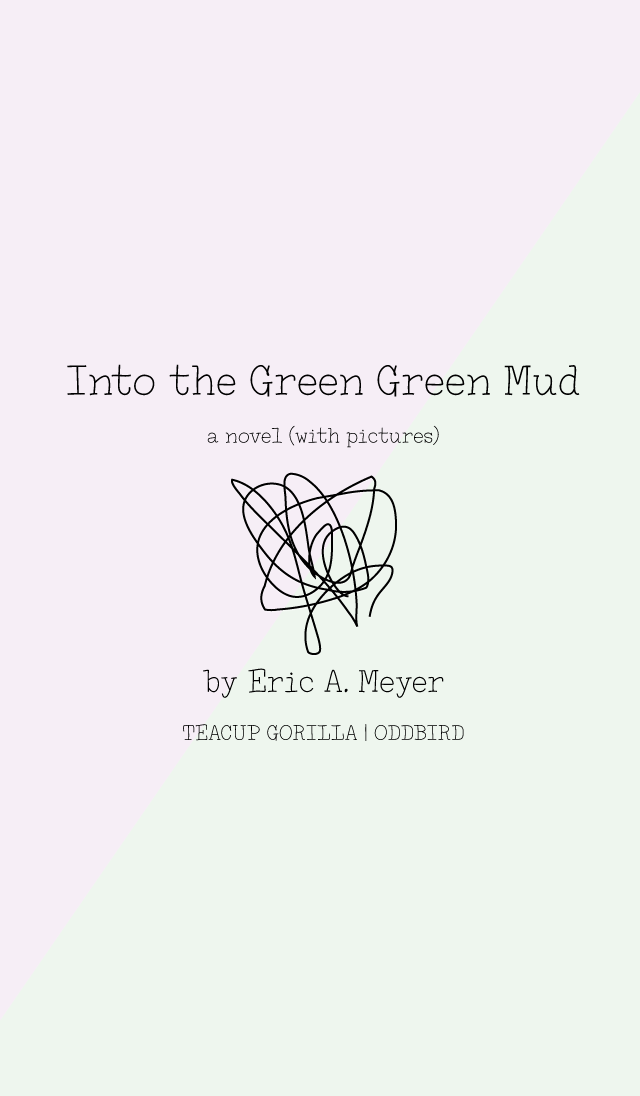 Into the Green Green Mud
a novel (with pictures)
by Eric A. Meyer
TEACUP GORILLA | ODDBIRD